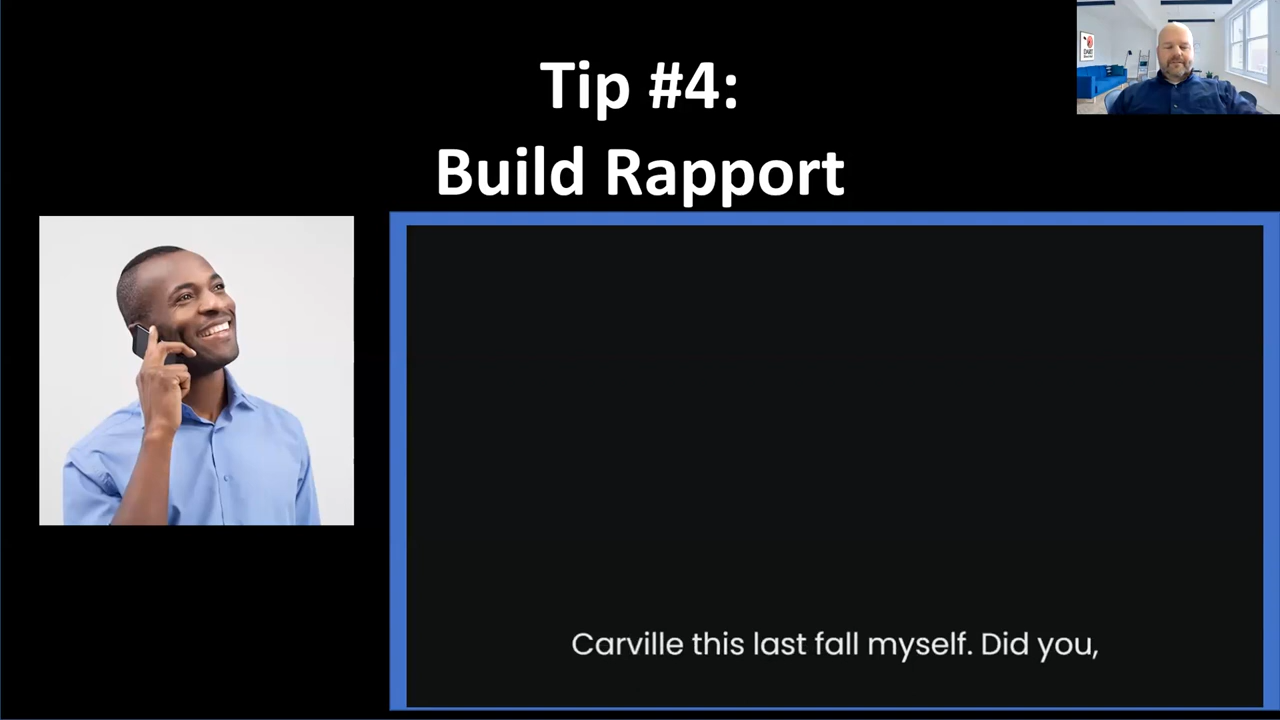 Tip #4:
Build Rapport
Carville this last fall myself. Did you,